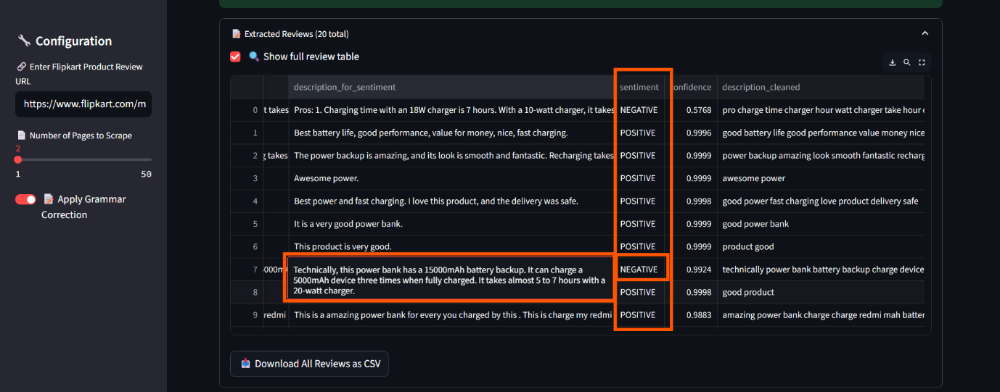 Configuration
Enter Flipkart Product Review
URL
https://www.flipkart.com/m
Number of Pages to Scrape
2
1 50
Apply Grammar
Correction
Extracted Reviews (20 total)
Show full review table
description_for_sentiment sentiment onfidence description_cleaned
0 t takes Pros: 1. Charging time with an 18W charger is 7 hours. With a 10-watt charger, it takes NEGATIVE 0.5768 pro charge time charger hour watt charger take hour c
1 Best battery life, good performance, value for money, nice, fast charging. POSITIVE 0.9996 good battery life good performance value money nice
2 g takes The power backup is amazing, and its look is smooth and fantastic. Recharging takes POSITIVE 0.9999 power backup amazing look smooth fantastic recharg
3 Awesome power. POSITIVE 0.9999 awesome power
4 Best power and fast charging. I love this product, and the delivery was safe. POSITIVE 0.9998 good power fast charging love product delivery safe
5 It is a very good power bank. POSITIVE 0.9999 good power bank
6 This product is very good. POSITIVE 0.9999 product good
7 000m Technically, this power bank has a 15000mAh battery backup. It can charge a
5000mAh device three times when fully charged. It takes almost 5 to 7 hours with a
20-watt charger.
NEGATIVE 0.9924 technically power bank battery backup charge device
8 POSITIVE 0.9998 good product
9 redmi This is a amazing power bank for every you charged by this . This is charge my redmi POSITIVE 0.9883 amazing power bank charge charge redmi mah batter
Download All Reviews as CSV